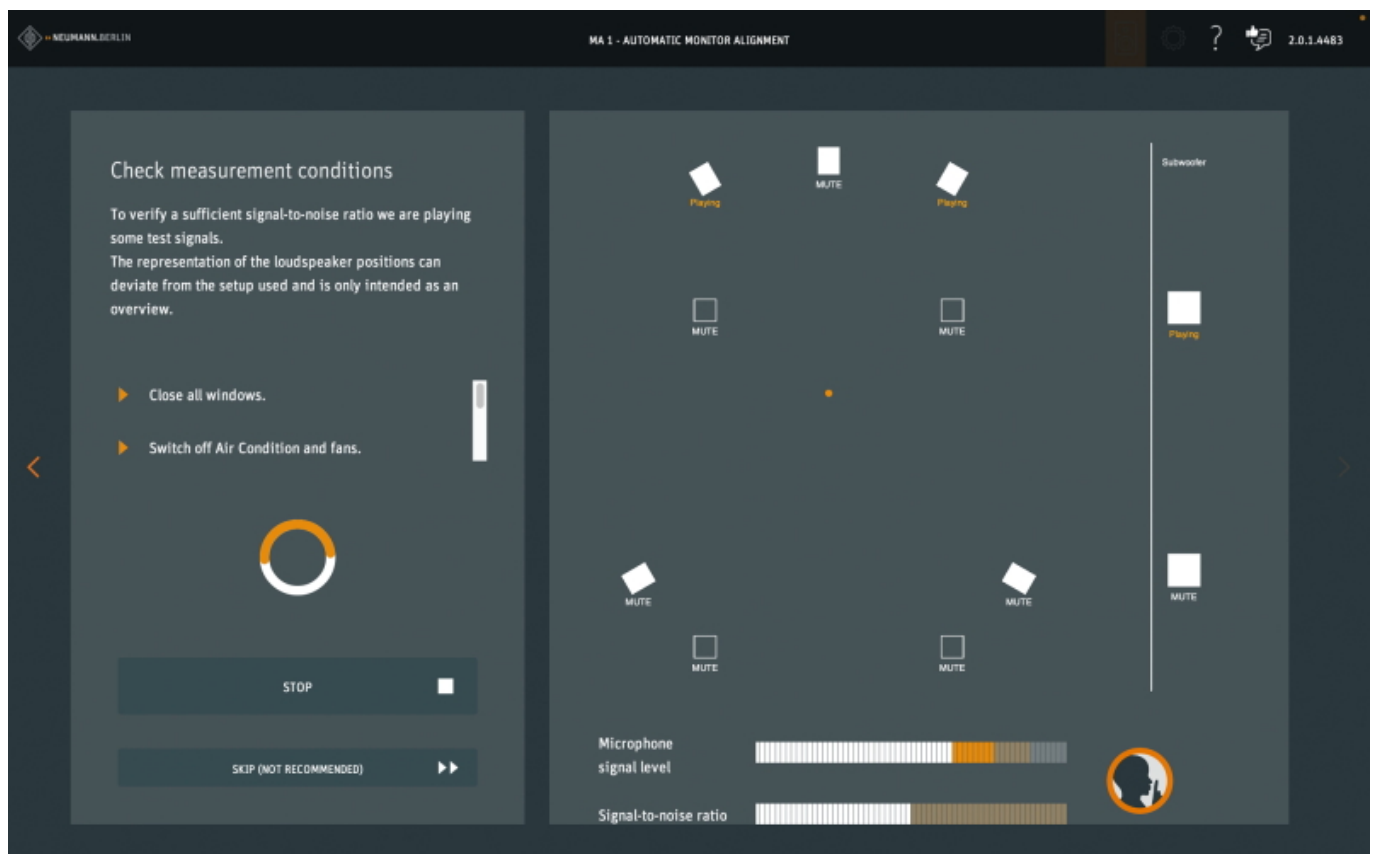 NEUMANN.BERLIN
MA 1 - AUTOMATIC MONITOR ALIGNMENT
?
2.0.1.4483
Check measurement conditions
To verify a sufficient signal-to-noise ratio we are playing
some test signals.
The representation of the loudspeaker positions can
deviate from the setup used and is only intended as an
overview.
Close all windows.
Switch off Air Condition and fans.
STOP
SKIP (NOT RECOMMENDED)
Playing
MUTE
Playing
Subwoofer
MUTE
MUTE
Playing
MUTE
MUTE
MUTE
MUTE
MUTE
Microphone
signal level
Signal-to-noise ratio